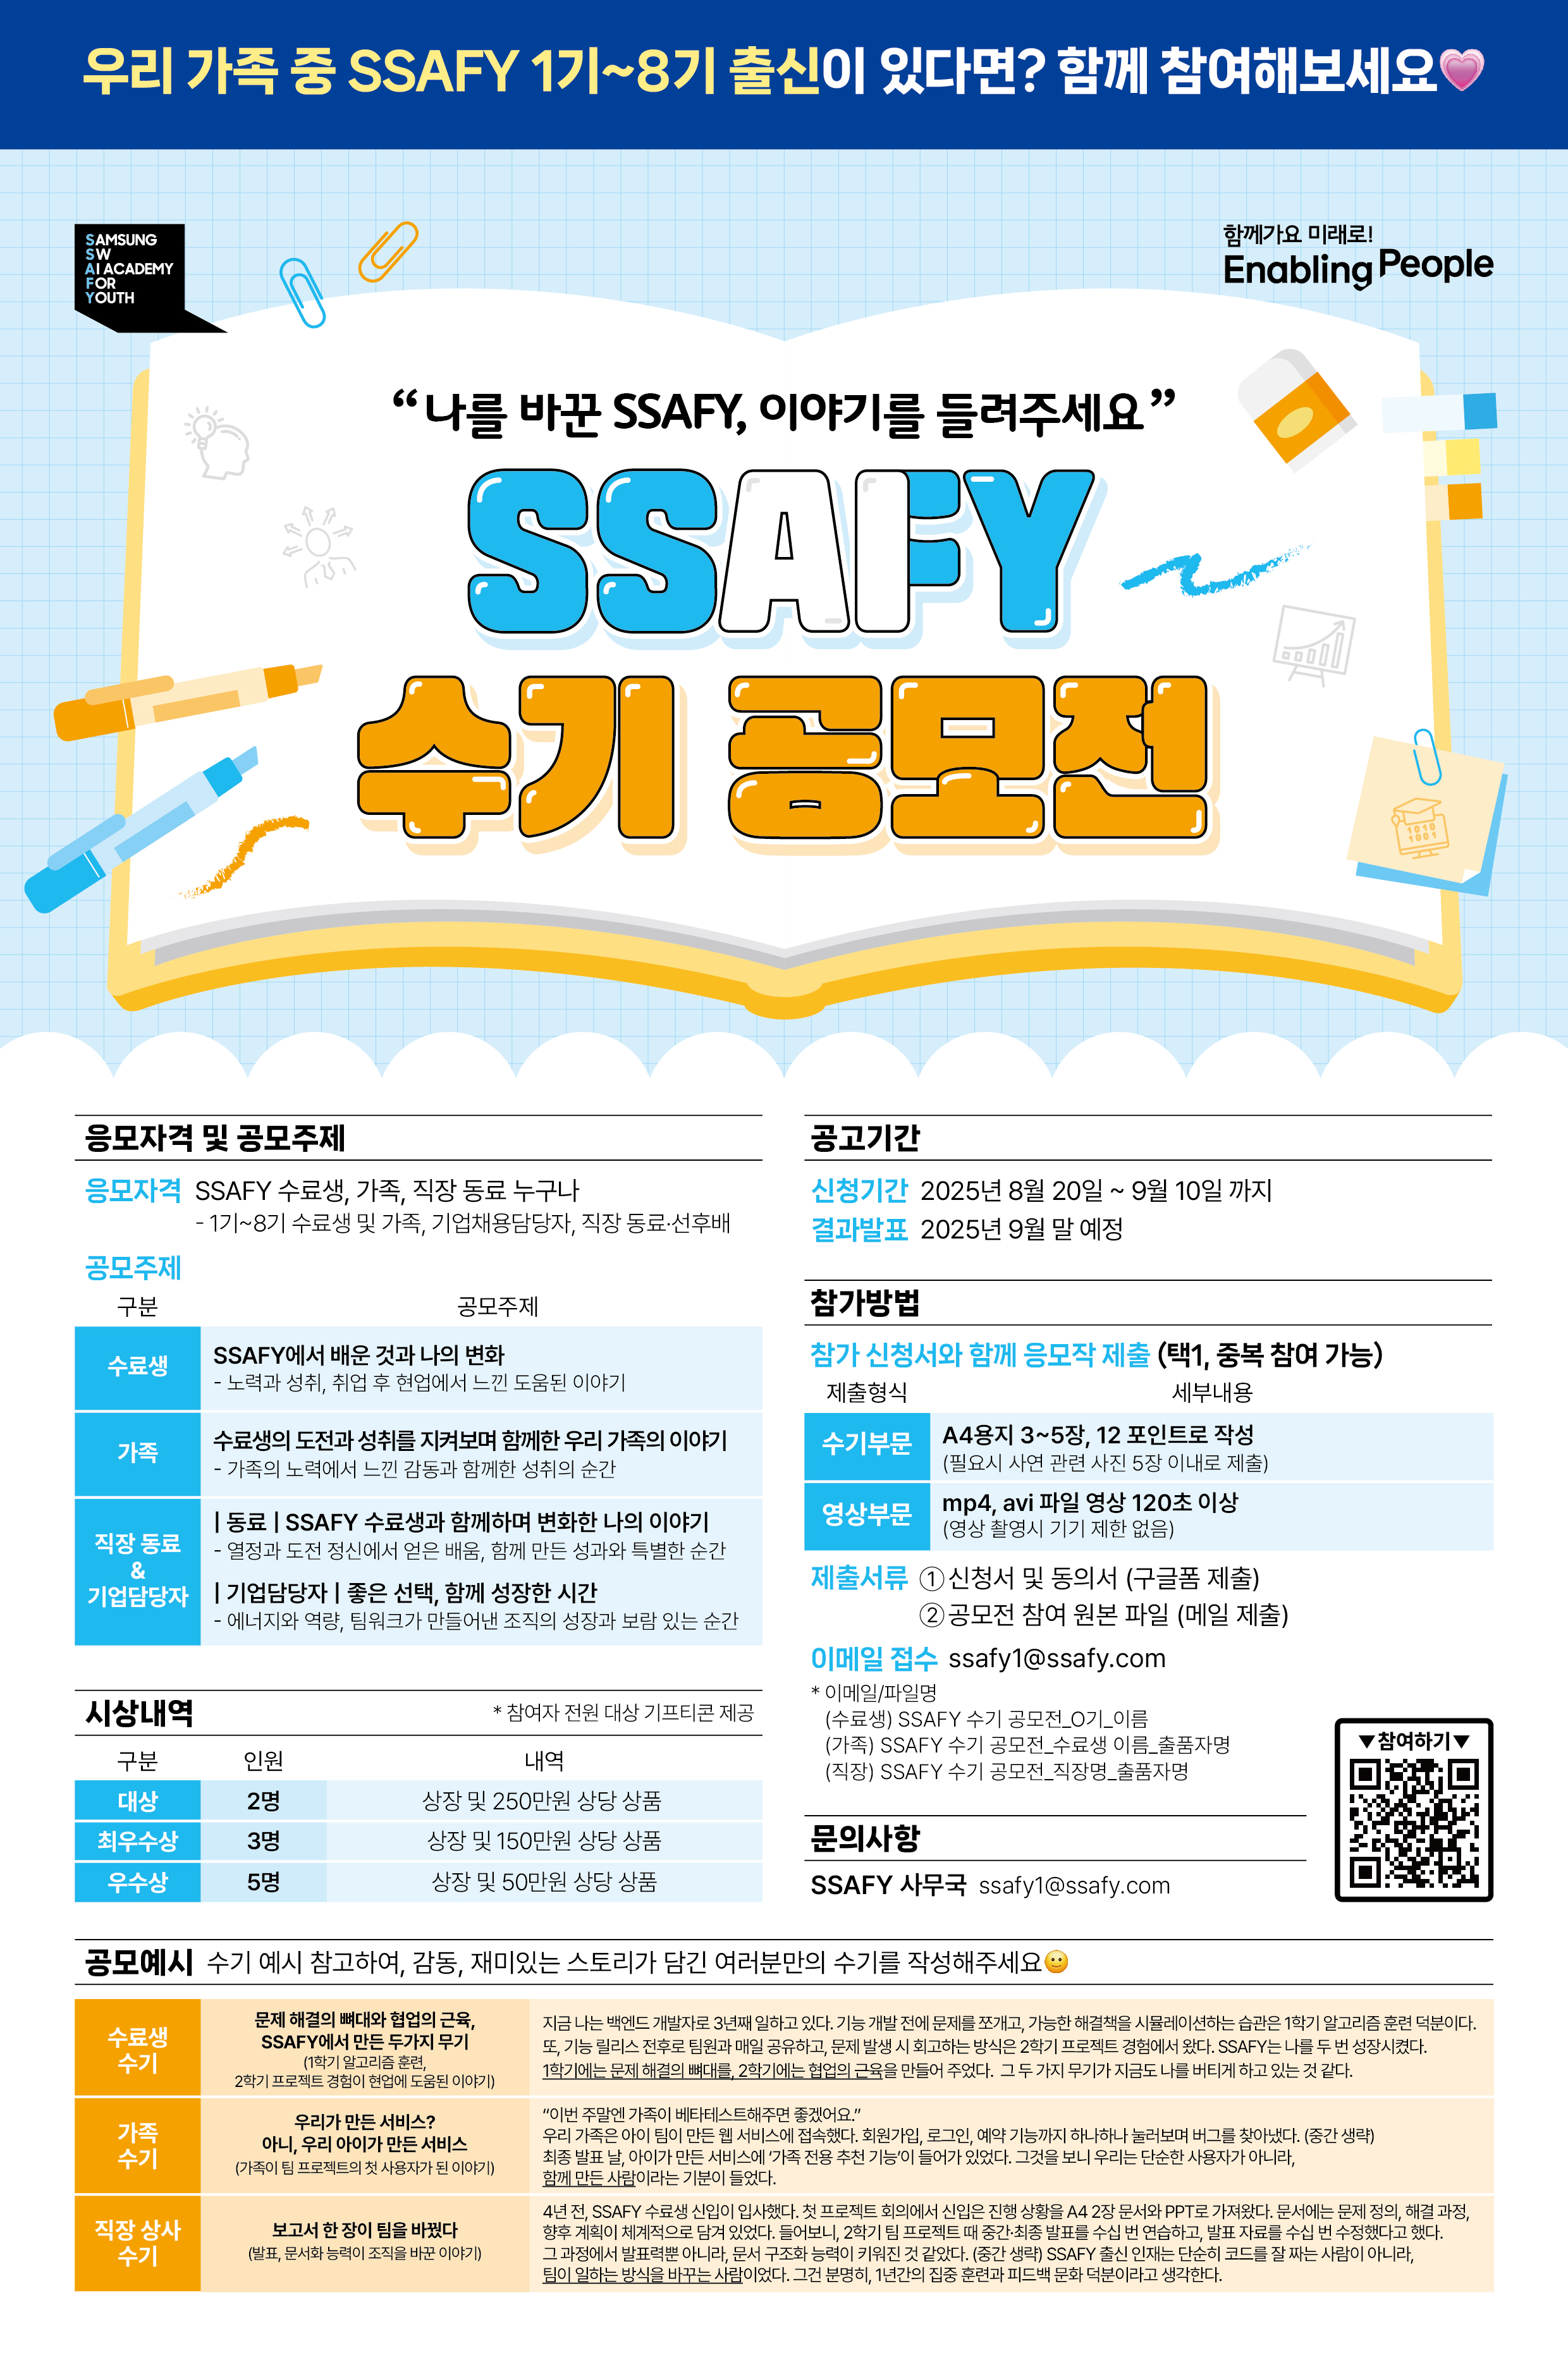 우리 가족 중 SSAFY 1기~8기 출신이 있다면? 함께 참여해보세요💗
SAMSUNG
SW
AI ACADEMY
FOR
YOUTH
함께가요 미래로!
Enabling People
“나를 바꾼 SSAFY, 이야기를 들려주세요”
SSAFY
수기 공모전
1010
1001
응모자격 및 공모주제
응모자격 SSAFY 수료생, 가족, 직장 동료 누구나
- 1기~8기 수료생 및 가족, 기업채용담당자, 직장 동료·선후배
공모주제
구분 공모주제
수료생
SSAFY에서 배운 것과 나의 변화
- 노력과 성취, 취업 후 현업에서 느낀 도움된 이야기
가족
수료생의 도전과 성취를 지켜보며 함께한 우리 가족의 이야기
- 가족의 노력에서 느낀 감동과 함께한 성취의 순간
직장 동료
&
기업담당자
| 동료 | SSAFY 수료생과 함께하며 변화한 나의 이야기
- 열정과 도전 정신에서 얻은 배움, 함께 만든 성과와 특별한 순간
| 기업담당자 | 좋은 선택, 함께 성장한 시간
- 에너지와 역량, 팀워크가 만들어낸 조직의 성장과 보람 있는 순간
시상내역 * 참여자 전원 대상 기프티콘 제공
구분 인원 내역
대상 2명 상장 및 250만원 상당 상품
최우수상 3명 상장 및 150만원 상당 상품
우수상 5명 상장 및 50만원 상당 상품
공고기간
신청기간 2025년 8월 20일 ~ 9월 10일 까지
결과발표 2025년 9월 말 예정
참가방법
참가 신청서와 함께 응모작 제출 (택1, 중복 참여 가능)
제출형식 세부내용
수기부문
A4용지 3~5장, 12 포인트로 작성
(필요시 사연 관련 사진 5장 이내로 제출)
영상부문
mp4, avi 파일 영상 120초 이상
(영상 촬영시 기기 제한 없음)
제출서류 ①신청서 및 동의서 (구글폼 제출)
②공모전 참여 원본 파일 (메일 제출)
이메일 접수 ssafy1@ssafy.com
* 이메일/파일명
(수료생) SSAFY 수기 공모전_O기_이름
(가족) SSAFY 수기 공모전_수료생 이름_출품자명
(직장) SSAFY 수기 공모전_직장명_출품자명
▼참여하기▼
문의사항
SSAFY 사무국 ssafy1@ssafy.com
공모예시 수기 예시 참고하여, 감동, 재미있는 스토리가 담긴 여러분만의 수기를 작성해주세요🙂
수료생
수기
문제 해결의 뼈대와 협업의 근육,
SSAFY에서 만든 두가지 무기
(1학기 알고리즘 훈련,
2학기 프로젝트 경험이 현업에 도움된 이야기)
지금 나는 백엔드 개발자로 3년째 일하고 있다. 기능 개발 전에 문제를 쪼개고, 가능한 해결책을 시뮬레이션하는 습관은 1학기 알고리즘 훈련 덕분이다.
또, 기능 릴리스 전후로 팀원과 매일 공유하고, 문제 발생 시 회고하는 방식은 2학기 프로젝트 경험에서 왔다. SSAFY는 나를 두 번 성장시켰다.
1학기에는 문제 해결의 뼈대를, 2학기에는 협업의 근육을 만들어 주었다. 그 두 가지 무기가 지금도 나를 버티게 하고 있는 것 같다.
가족
수기
우리가 만든 서비스?
아니, 우리 아이가 만든 서비스
(가족이 팀 프로젝트의 첫 사용자가 된 이야기)
“이번 주말엔 가족이 베타테스트해주면 좋겠어요.”
우리 가족은 아이 팀이 만든 웹 서비스에 접속했다. 회원가입, 로그인, 예약 기능까지 하나하나 눌러보며 버그를 찾아냈다. (중간 생략)
최종 발표 날, 아이가 만든 서비스에 ‘가족 전용 추천 기능’이 들어가 있었다. 그것을 보니 우리는 단순한 사용자가 아니라,
함께 만든 사람이라는 기분이 들었다.
직장 상사
수기
보고서 한 장이 팀을 바꿨다
(발표, 문서화 능력이 조직을 바꾼 이야기)
4년 전, SSAFY 수료생 신입이 입사했다. 첫 프로젝트 회의에서 신입은 진행 상황을 A4 2장 문서와 PPT로 가져왔다. 문서에는 문제 정의, 해결 과정,
향후 계획이 체계적으로 담겨 있었다. 들어보니, 2학기 팀 프로젝트 때 중간·최종 발표를 수십 번 연습하고, 발표 자료를 수십 번 수정했다고 했다.
그 과정에서 발표력뿐 아니라, 문서 구조화 능력이 키워진 것 같았다. (중간 생략) SSAFY 출신 인재는 단순히 코드를 잘 짜는 사람이 아니라,
팀이 일하는 방식을 바꾸는 사람이었다. 그건 분명히, 1년간의 집중 훈련과 피드백 문화 덕분이라고 생각한다.